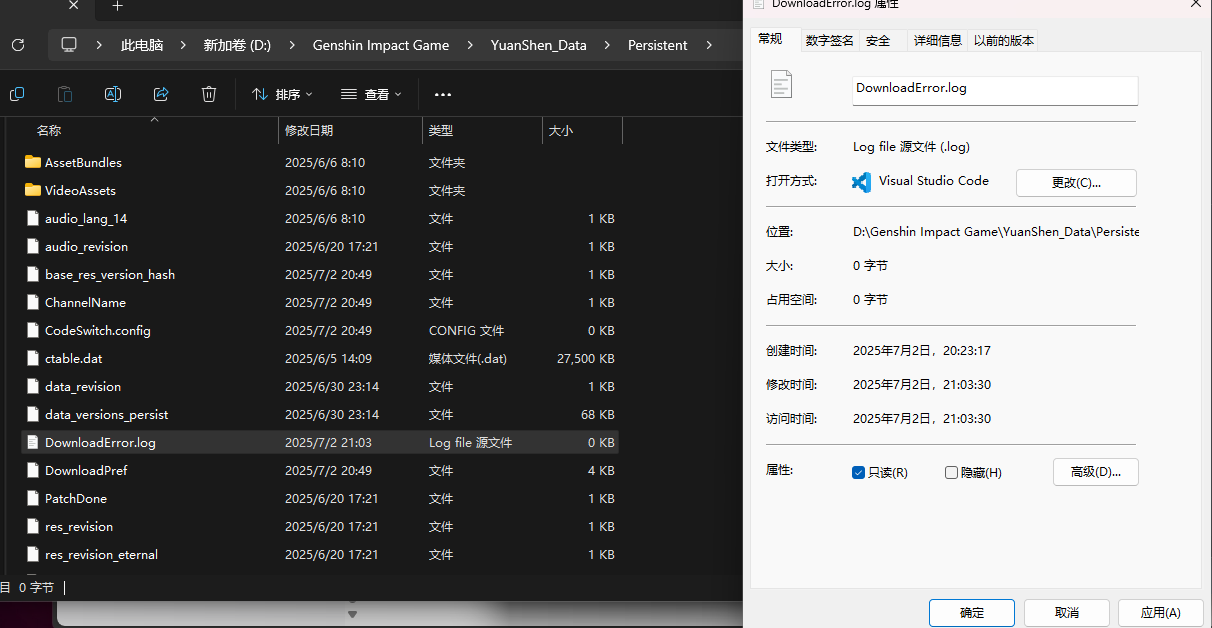 此电脑 新加卷 (D:) Genshin Impact Game YuanShen_Data Persistent
排序 查看
名称 修改日期 类型 大小
AssetBundles 2025/6/6 8:10 文件夹
VideoAssets 2025/6/6 8:10 文件夹
audio_lang_14 2025/6/6 8:10 文件 1 KB
audio_revision 2025/6/20 17:21 文件 1 KB
base_res_version_hash 2025/7/2 20:49 文件 1 KB
ChannelName 2025/7/2 20:49 文件 1 KB
CodeSwitch.config 2025/7/2 20:49 CONFIG 文件 0 KB
ctable.dat 2025/6/5 14:09 媒体文件(.dat) 27,500 KB
data_revision 2025/6/30 23:14 文件 1 KB
data_versions_persist 2025/6/30 23:14 文件 68 KB
DownloadError.log 2025/7/2 21:03 Log file 源文件 0 KB
DownloadPref 2025/7/2 20:49 文件 4 KB
PatchDone 2025/6/20 17:21 文件 1 KB
res_revision 2025/6/20 17:21 文件 1 KB
res_revision_eternal 2025/6/20 17:21 文件 1 KB
目 0 字节
DownloadError.log 属性
常规 数字签名 安全 详细信息 以前的版本
DownloadError.log
文件类型: Log file 源文件 (.log)
打开方式: Visual Studio Code 更改(C)...
位置: D:\Genshin Impact Game\YuanShen_Data\Persiste
大小: 0 字节
占用空间: 0 字节
创建时间: 2025年7月2日，20:23:17
修改时间: 2025年7月2日，21:03:30
访问时间: 2025年7月2日，21:03:30
属性: 只读(R) 隐藏(H) 高级(D)...
确定 取消 应用(A)